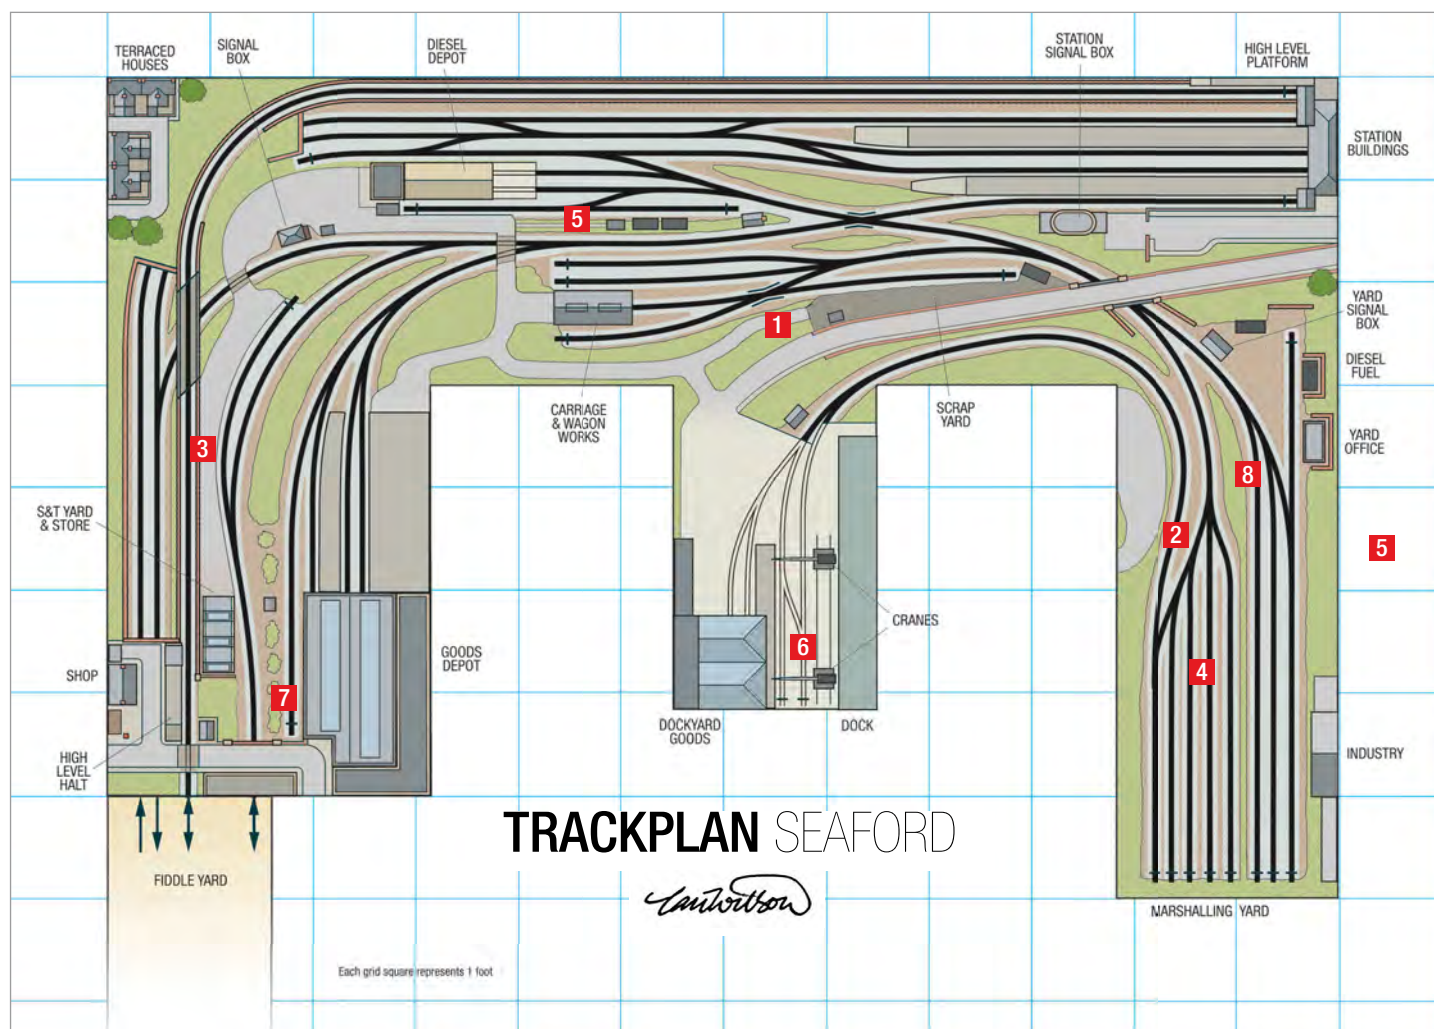 TERRACED
HOUSES
SIGNAL
BOX
DIESEL
DEPOT
STATION
SIGNAL BOX
HIGH LEVEL
PLATFORM
STATION
BUILDINGS
5
1
YARD
SIGNAL
BOX
DIESEL
FUEL
CARRIAGE
& WAGON
WORKS
SCRAP
YARD
YARD
OFFICE
3
8
S&T YARD
& STORE
2
5
CRANES
6
4
GOODS
DEPOT
SHOP
7
DOCKYARD
GOODS
DOCK
HIGH
LEVEL
HALT
INDUSTRY
TRACKPLAN SEAFORD
FIDDLE YARD
Ian Wilson
MARSHALLING YARD
Each grid square represents 1 foot